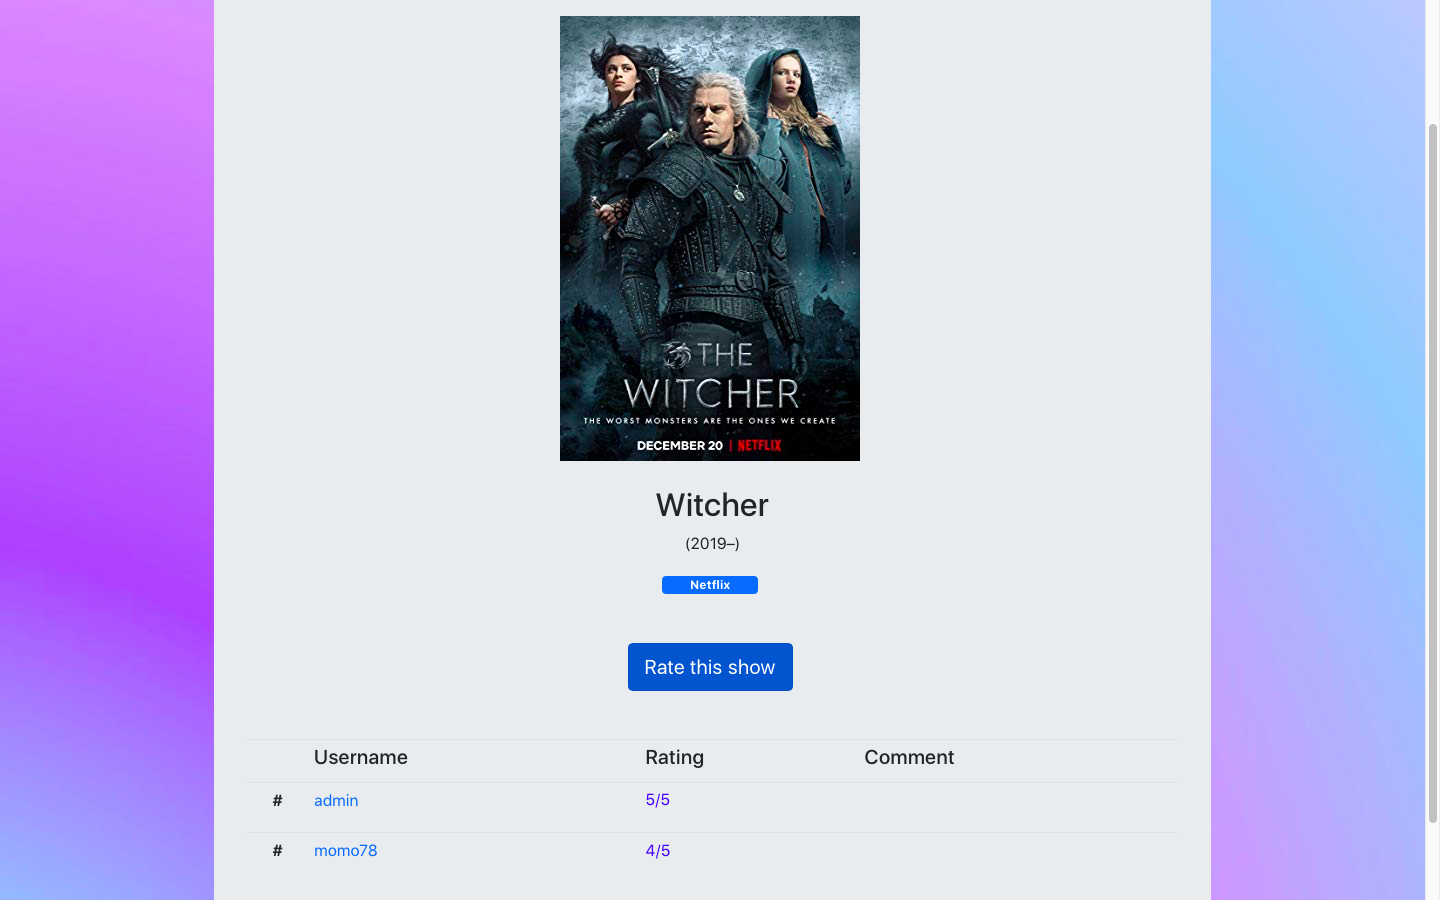 THE
WITCHER
THE WORST MONSTERS ARE THE ONES WE CREATE
DECEMBER 20 | NETFLIX
Witcher
(2019–)
Netflix
Rate this show
Username Rating Comment
# admin 5/5
# momo78 4/5